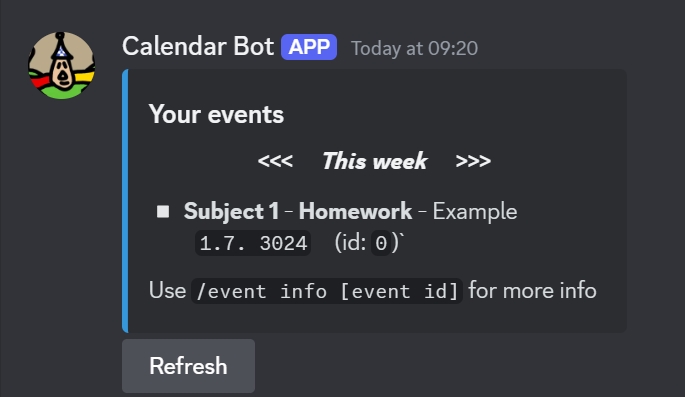 Calendar Bot APP Today at 09:20
Your events
<<< This week >>>
▪ Subject 1 - Homework - Example
1.7. 3024 (id: 0)`
Use /event info [event id] for more info
Refresh